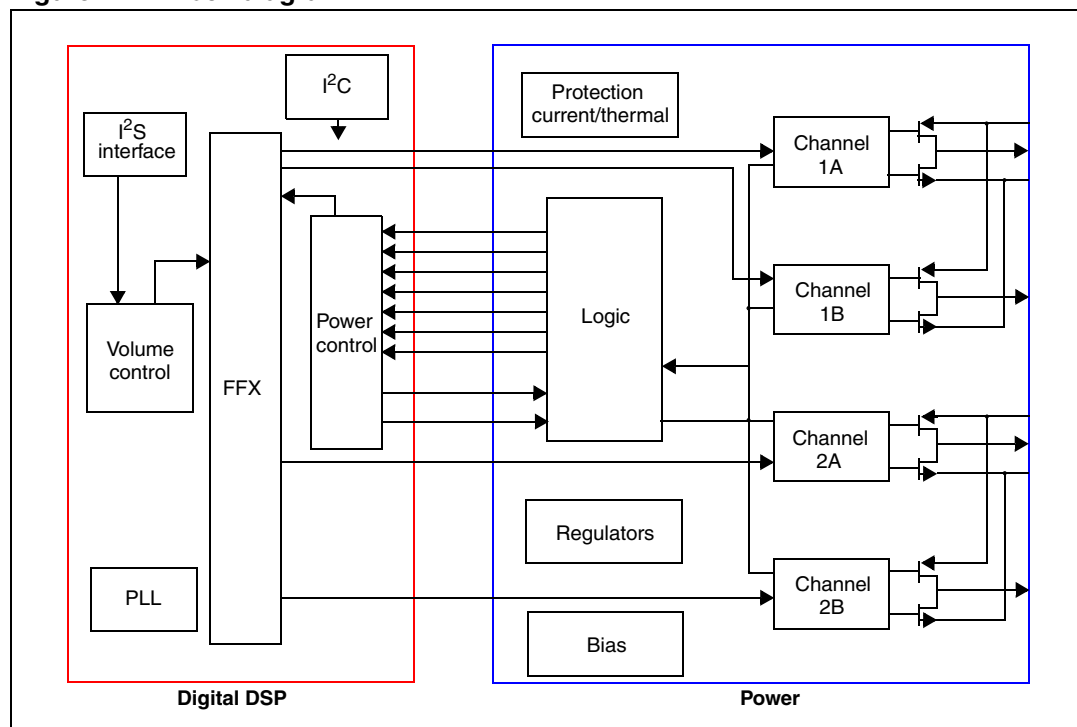 I²C
Protection
current/thermal
I²S
interface
Channel
1A
Channel
1B
Logic
Power
control
Volume
control
FFX
Channel
2A
Regulators
Channel
2B
PLL
Bias
Digital DSP
Power